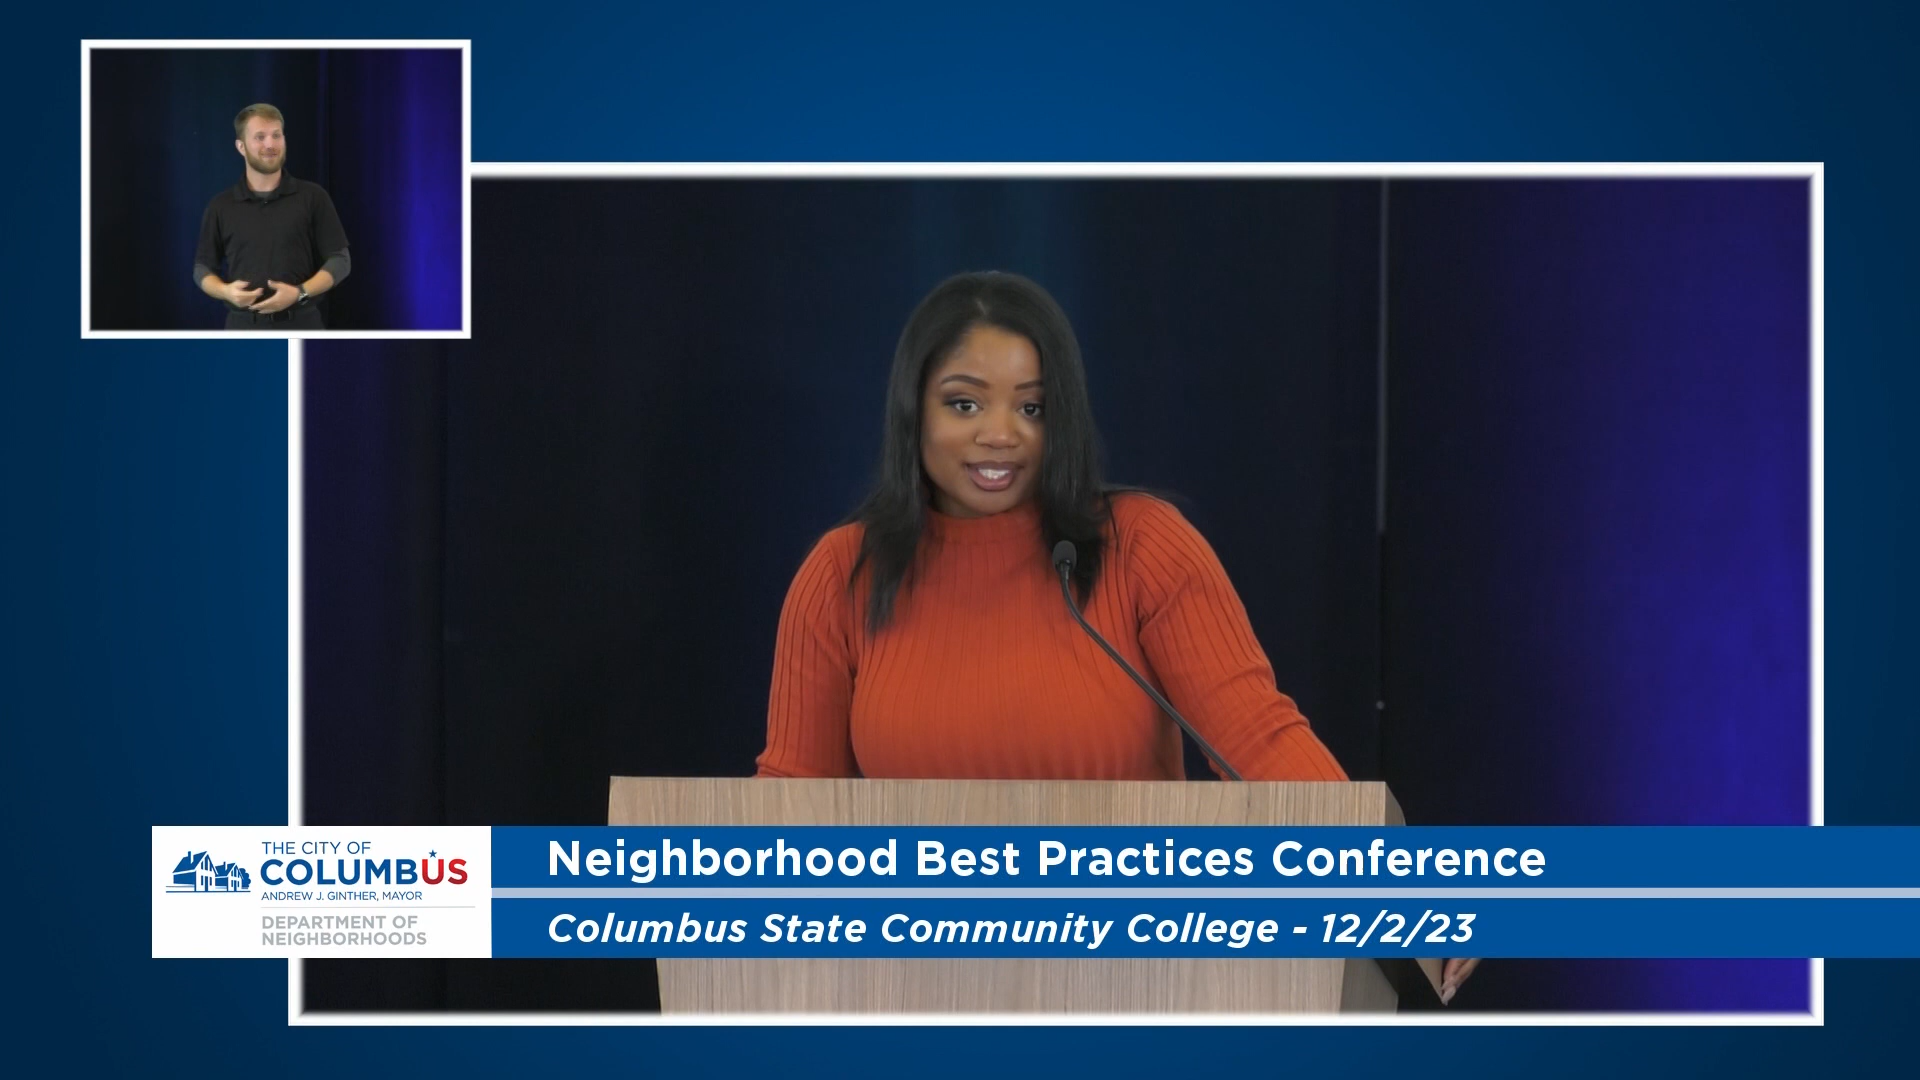 THE CITY OF
COLUMBUS
ANDREW J. GINTHER, MAYOR
DEPARTMENT OF
NEIGHBORHOODS
Neighborhood Best Practices Conference
Columbus State Community College - 12/2/23